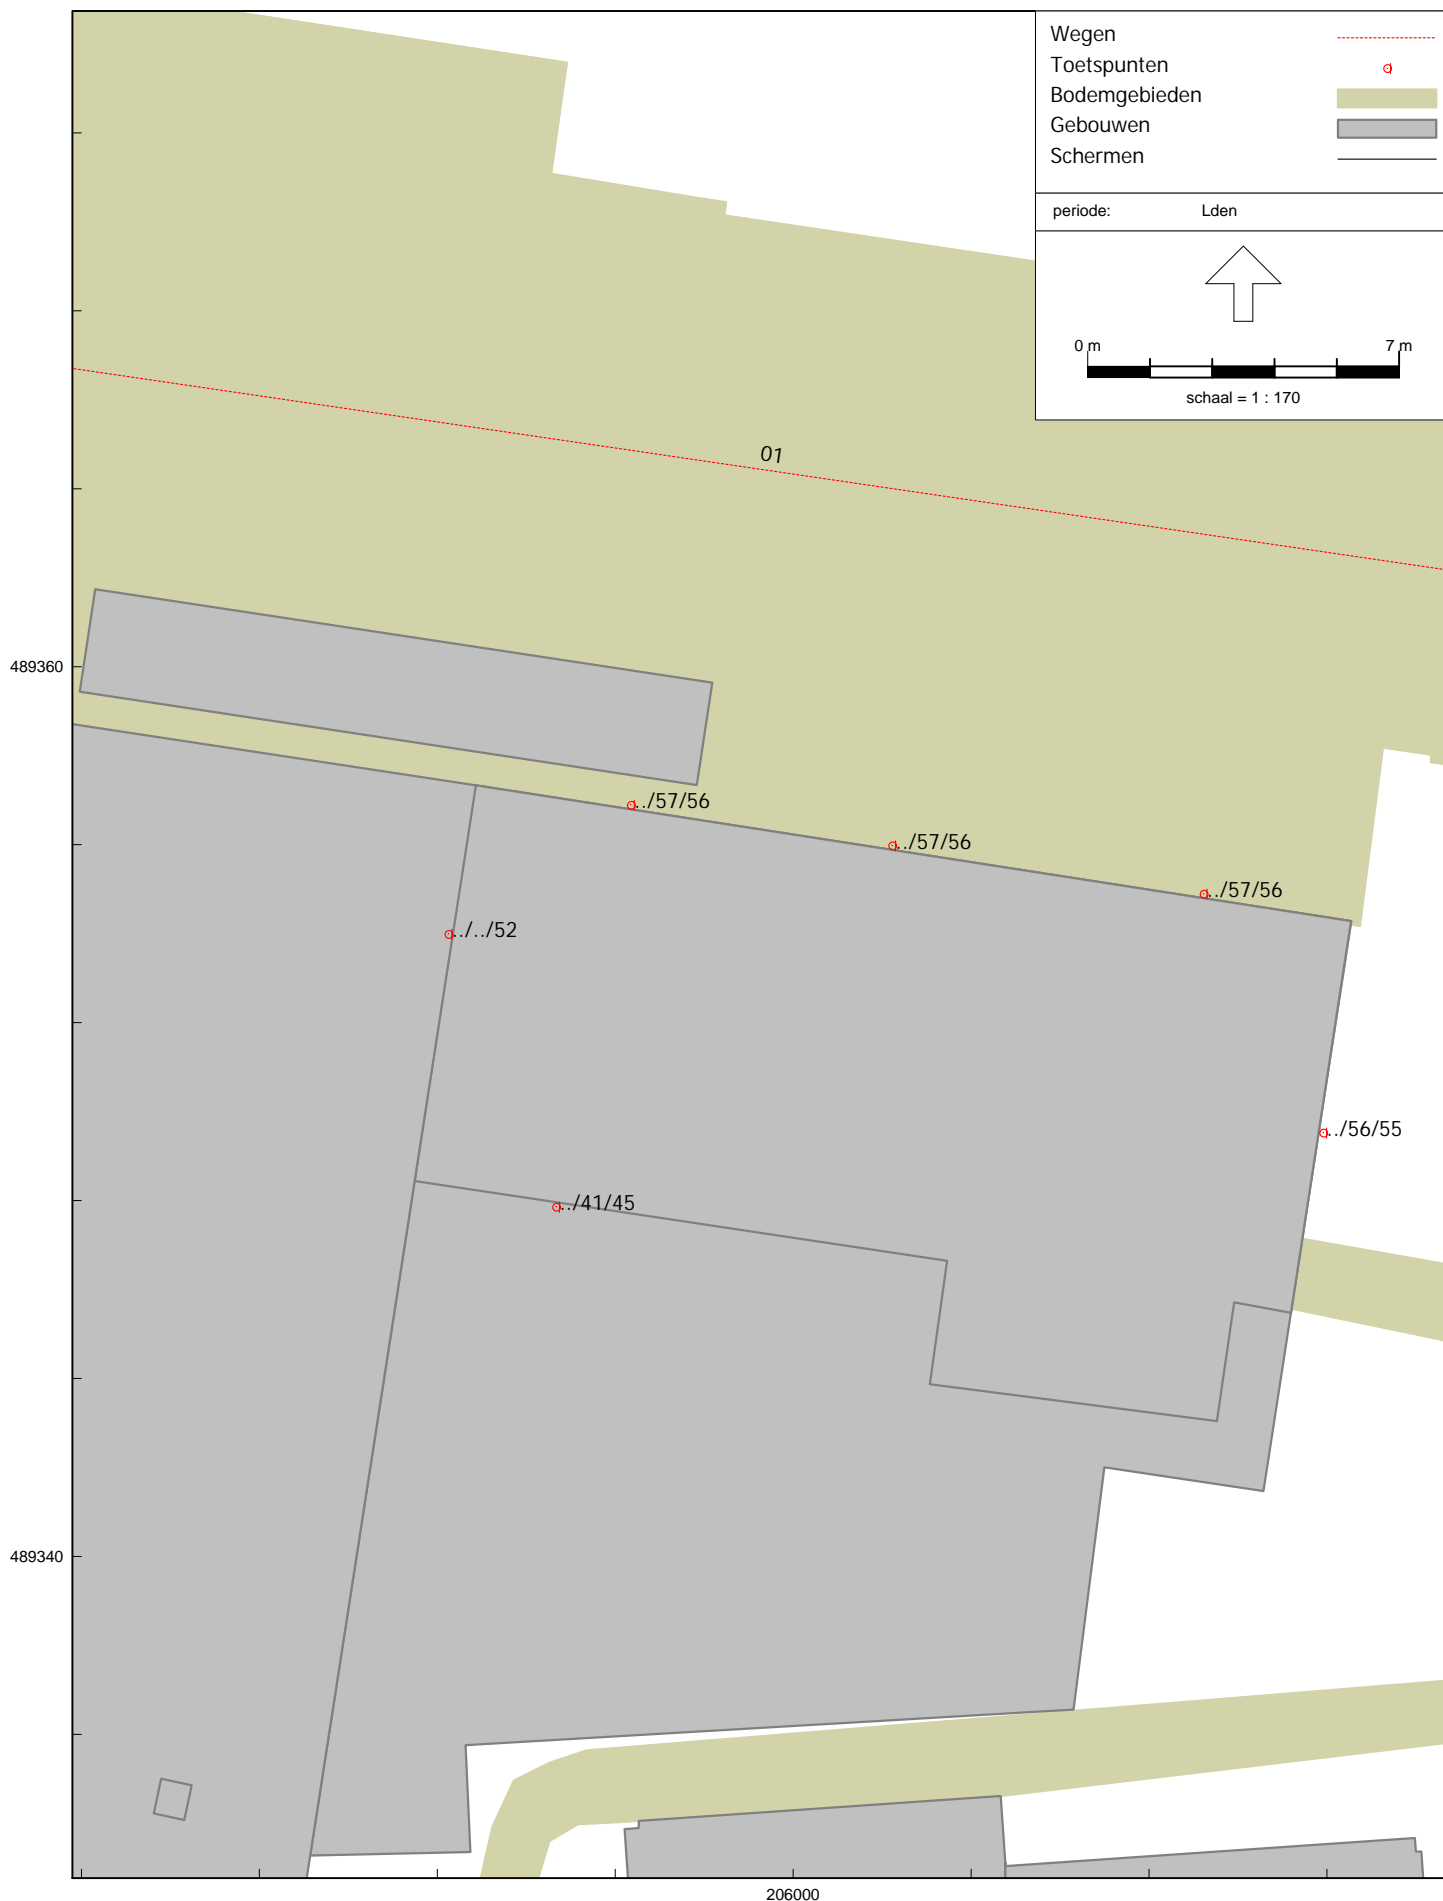 Wegen
Toetspunten
Bodemgebieden
Gebouwen
Schermen
periode: Lden
0 m 7 m
schaal = 1 : 170
01
489360
../57/56
../57/56
../57/56
../../52
../56/55
../41/45
489340
206000